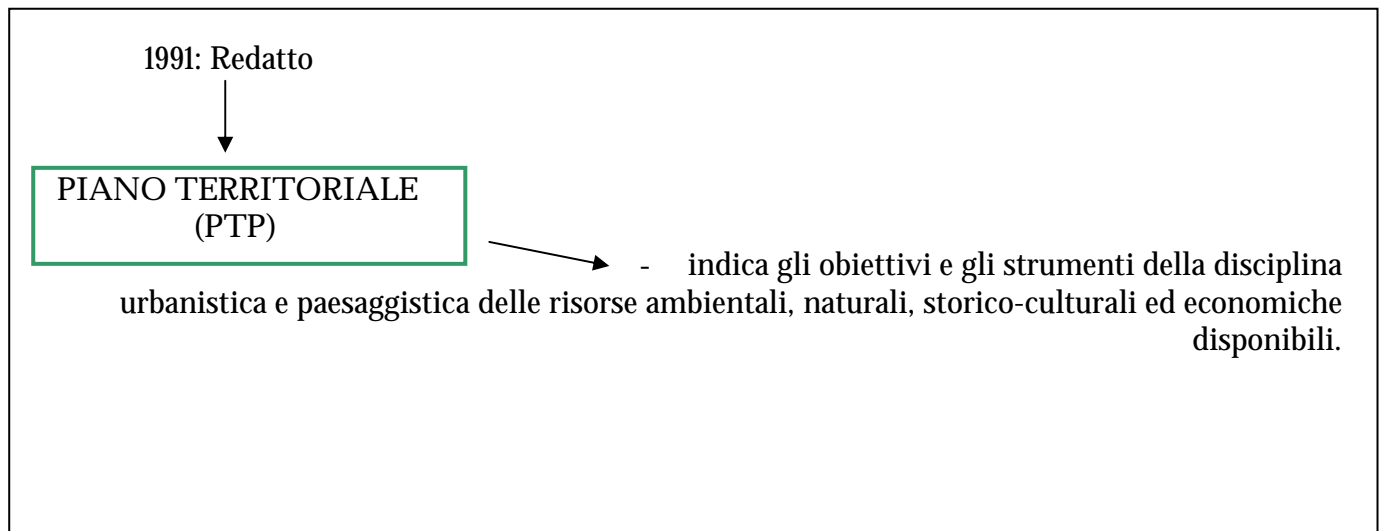 1991: Redatto
PIANO TERRITORIALE
(PTP)
- indica gli obiettivi e gli strumenti della disciplina
urbanistica e paesaggistica delle risorse ambientali, naturali, storico-culturali ed economiche
disponibili.